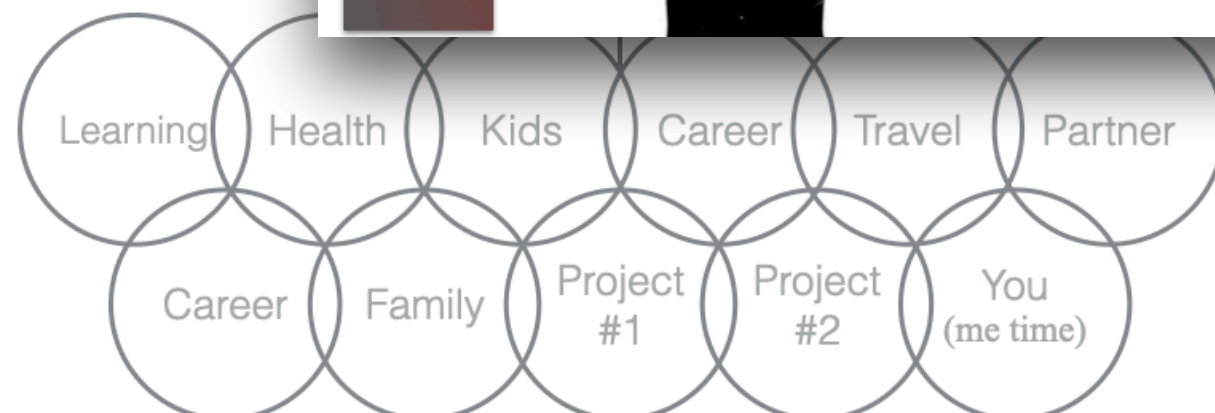 Learning Health Kids Career Travel Partner
Career Family Project #1 Project #2 You (me time)